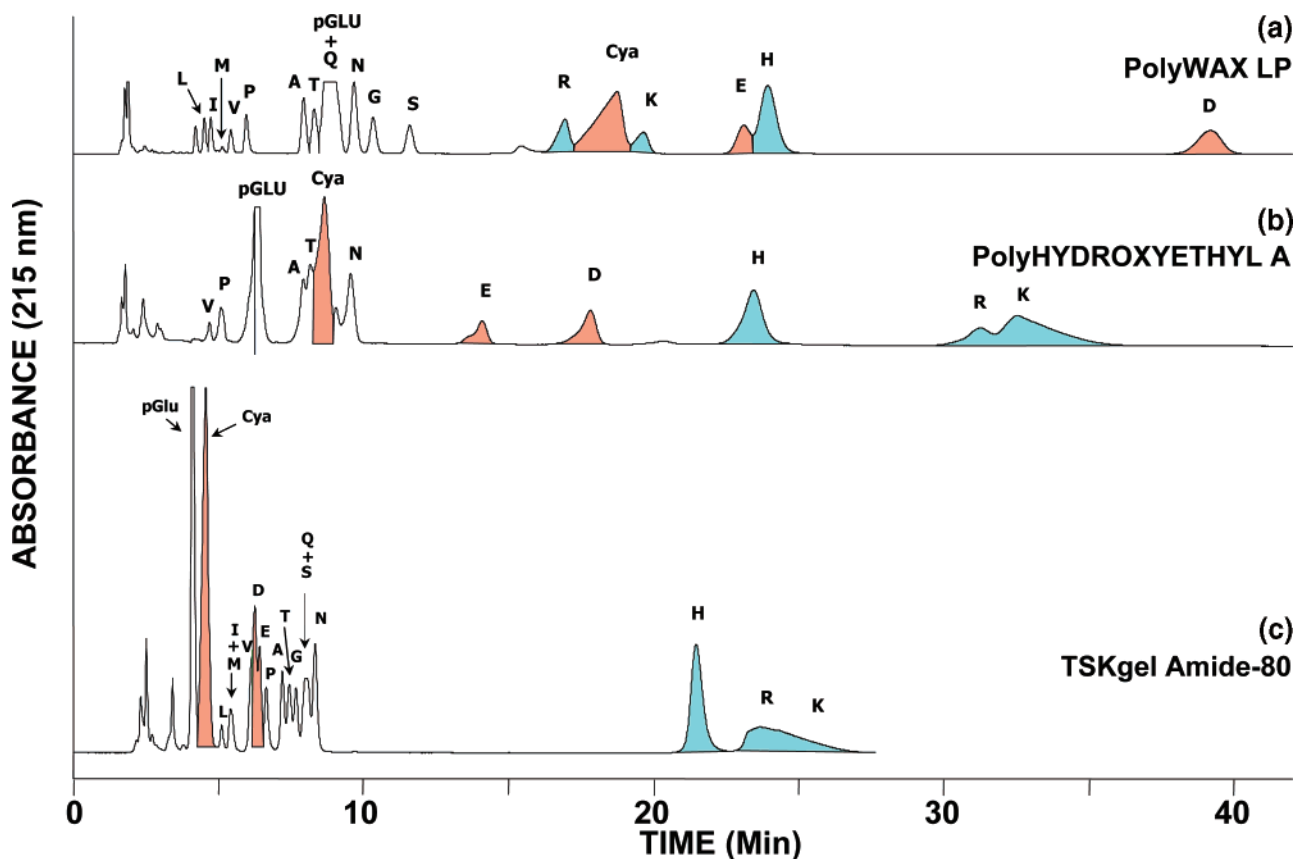 (a)
PolyWAX LP
pGLU
+
Q
L
M
I
V
P
A
T
N
G
S
R
Cya
K
E
H
D
(b)
PolyHYDROXYETHYL A
V
P
pGLU
A
T
Cya
N
E
D
H
R
K
(c)
TSKgel Amide-80
pGlu
Cya
L
I
+
M
V
D
E
P
A
T
G
Q
+
S
N
H
R
K
ABSORBANCE (215 nm)
0
10
20
30
40
TIME (Min)